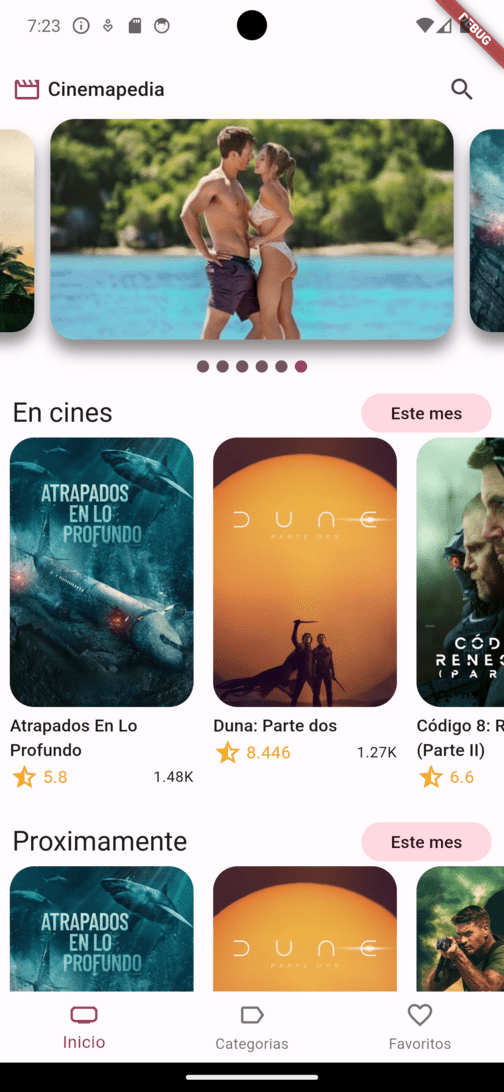 7:23
DEBUG
Cinemapedia
En cines
Este mes
ATRAPADOS
EN LO
PROFUNDO
DUNE
PARTE DOS
CÓD
RENE
(PAR
Atrapados En Lo
Profundo
5.8
1.48K
Duna: Parte dos
8.446
1.27K
Código 8: R
(Parte II)
6.6
Proximamente
Este mes
ATRAPADOS
EN LO
PROFUNDO
DUNE
PARTE DOS
Inicio
Categorias
Favoritos